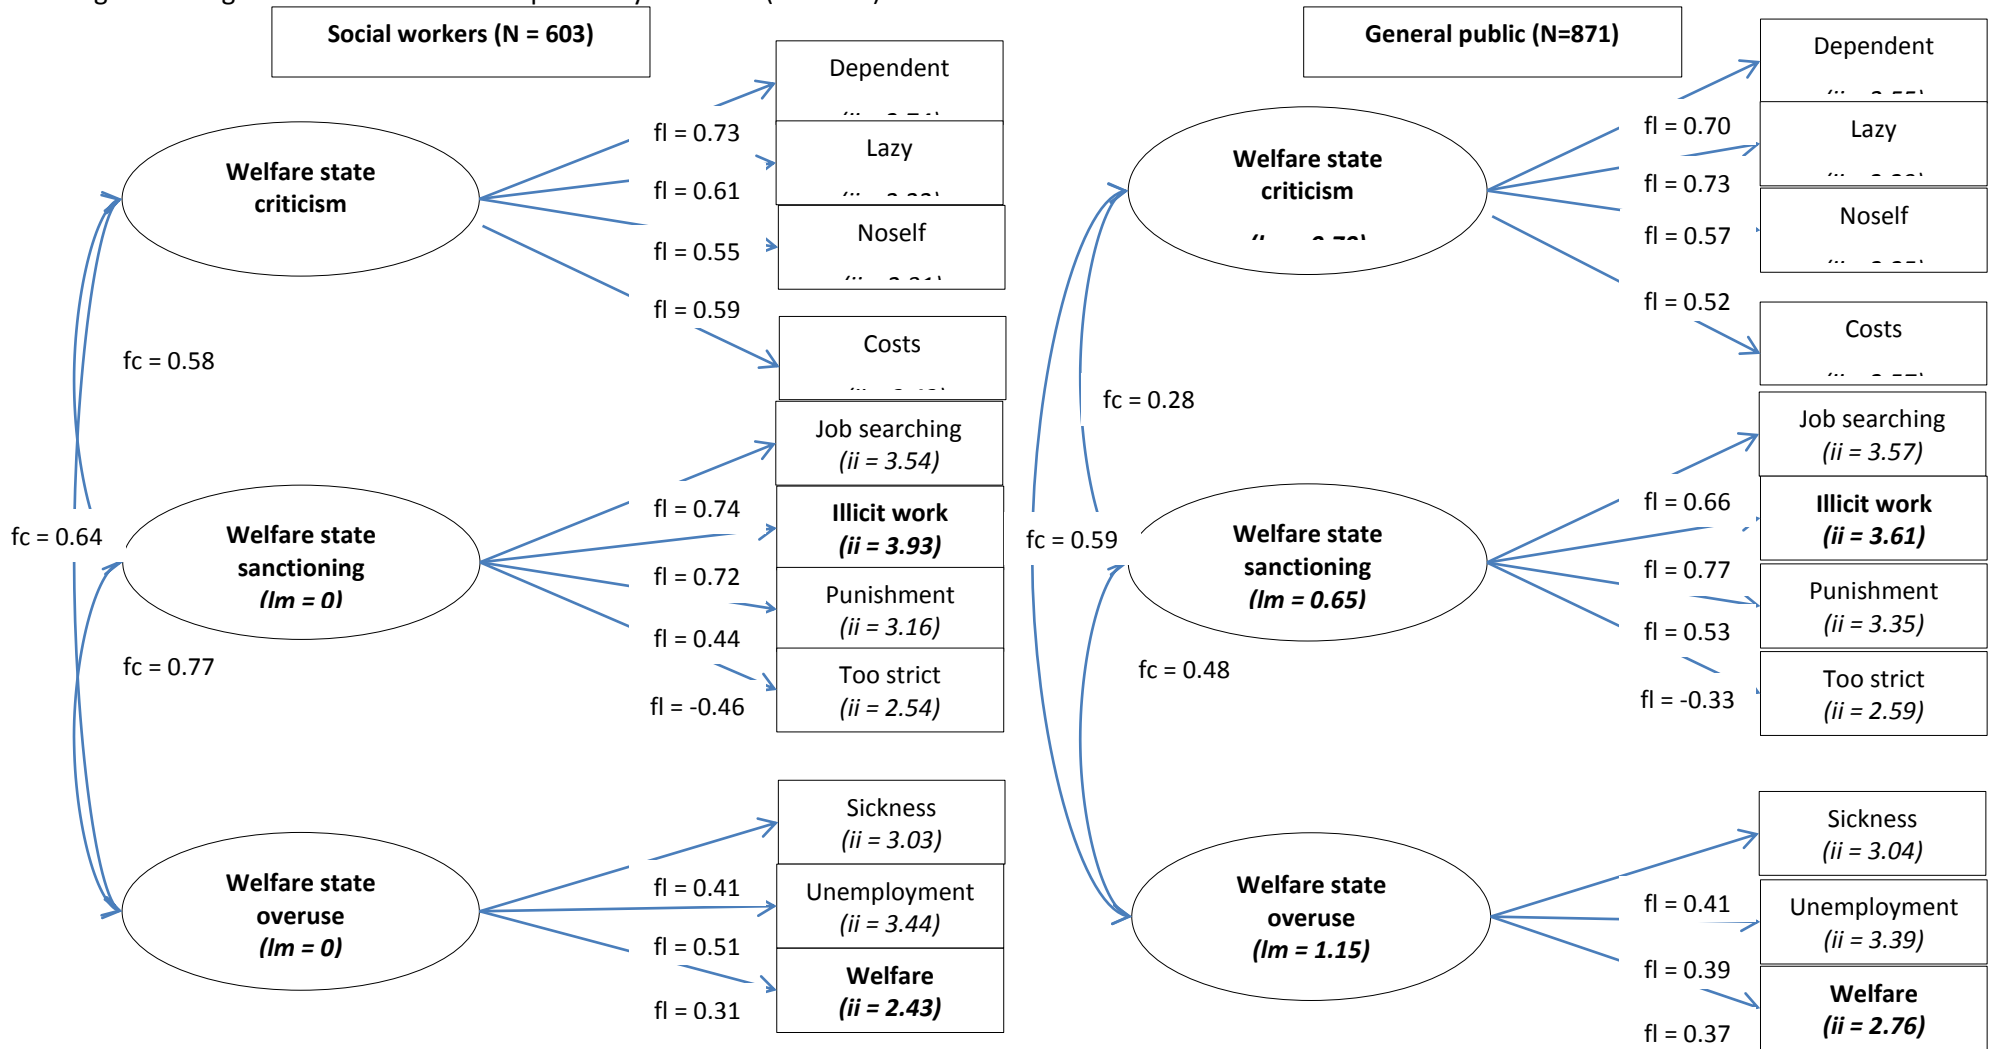 Social workers (N = 603)
Dependent
fl = 0.73
Lazy
fl = 0.61
Noself
fl = 0.55
Costs
fl = 0.59
Welfare state
criticism
fc = 0.58
fc = 0.64
Welfare state
sanctioning
(lm = 0)
Job searching
(ii = 3.54)
fl = 0.74
Illicit work
(ii = 3.93)
fl = 0.72
Punishment
(ii = 3.16)
fl = 0.44
Too strict
(ii = 2.54)
fl = -0.46
fc = 0.77
Welfare state
overuse
(lm = 0)
Sickness
(ii = 3.03)
fl = 0.41
Unemployment
(ii = 3.44)
fl = 0.51
Welfare
(ii = 2.43)
fl = 0.31
General public (N=871)
Dependent
fl = 0.70
Lazy
fl = 0.73
Noself
fl = 0.57
Costs
fl = 0.52
Welfare state
criticism
fc = 0.28
fc = 0.59
Welfare state
sanctioning
(lm = 0.65)
Job searching
(ii = 3.57)
fl = 0.66
Illicit work
(ii = 3.61)
fl = 0.77
Punishment
(ii = 3.35)
fl = 0.53
Too strict
(ii = 2.59)
fl = -0.33
fc = 0.48
Welfare state
overuse
(lm = 1.15)
Sickness
(ii = 3.04)
fl = 0.41
Unemployment
(ii = 3.39)
fl = 0.39
Welfare
(ii = 2.76)
fl = 0.37